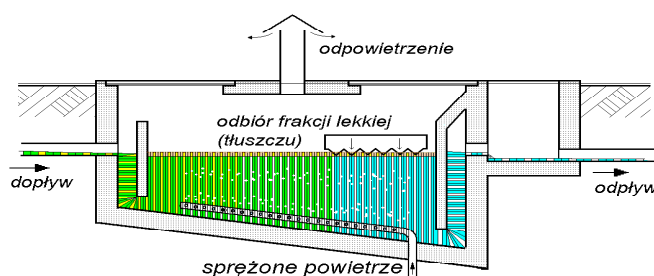 odpowietrzenie
odbiór frakcji lekkiej
(tłuszczu)
dopływ
odpływ
sprężone powietrze